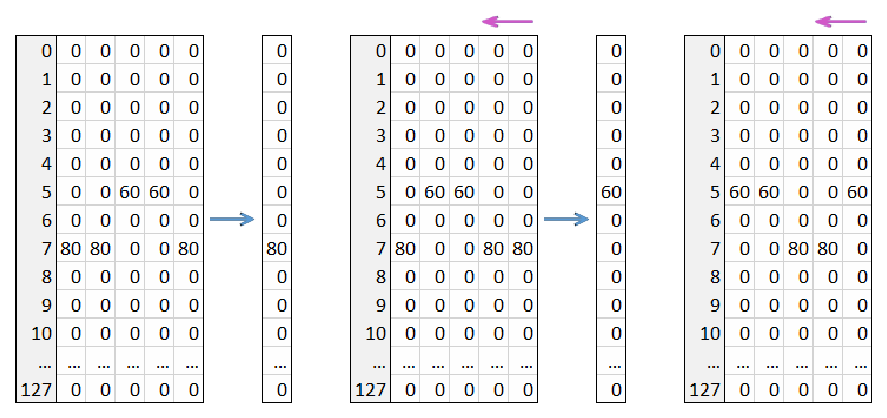 0 0 0 0 0 0 0 0 0 0 0 0 0 0 0 0 0 0 0 0
1 0 0 0 0 0 0 1 0 0 0 0 0 0 1 0 0 0 0 0
2 0 0 0 0 0 0 2 0 0 0 0 0 0 2 0 0 0 0 0
3 0 0 0 0 0 0 3 0 0 0 0 0 0 3 0 0 0 0 0
4 0 0 0 0 0 0 4 0 0 0 0 0 0 4 0 0 0 0 0
5 0 0 60 60 0 0 5 0 60 60 0 0 60 5 60 60 0 0 60
6 0 0 0 0 0 0 6 0 0 0 0 0 0 6 0 0 0 0 0
7 80 80 0 0 80 80 7 80 0 0 80 80 0 7 0 0 80 80 0
8 0 0 0 0 0 0 8 0 0 0 0 0 0 8 0 0 0 0 0
9 0 0 0 0 0 0 9 0 0 0 0 0 0 9 0 0 0 0 0
10 0 0 0 0 0 0 10 0 0 0 0 0 0 10 0 0 0 0 0
... ... ... ... ... ... ... ... ... ... ... ... ... ... ... ... ... ... ... ...
127 0 0 0 0 0 0 127 0 0 0 0 0 0 127 0 0 0 0 0